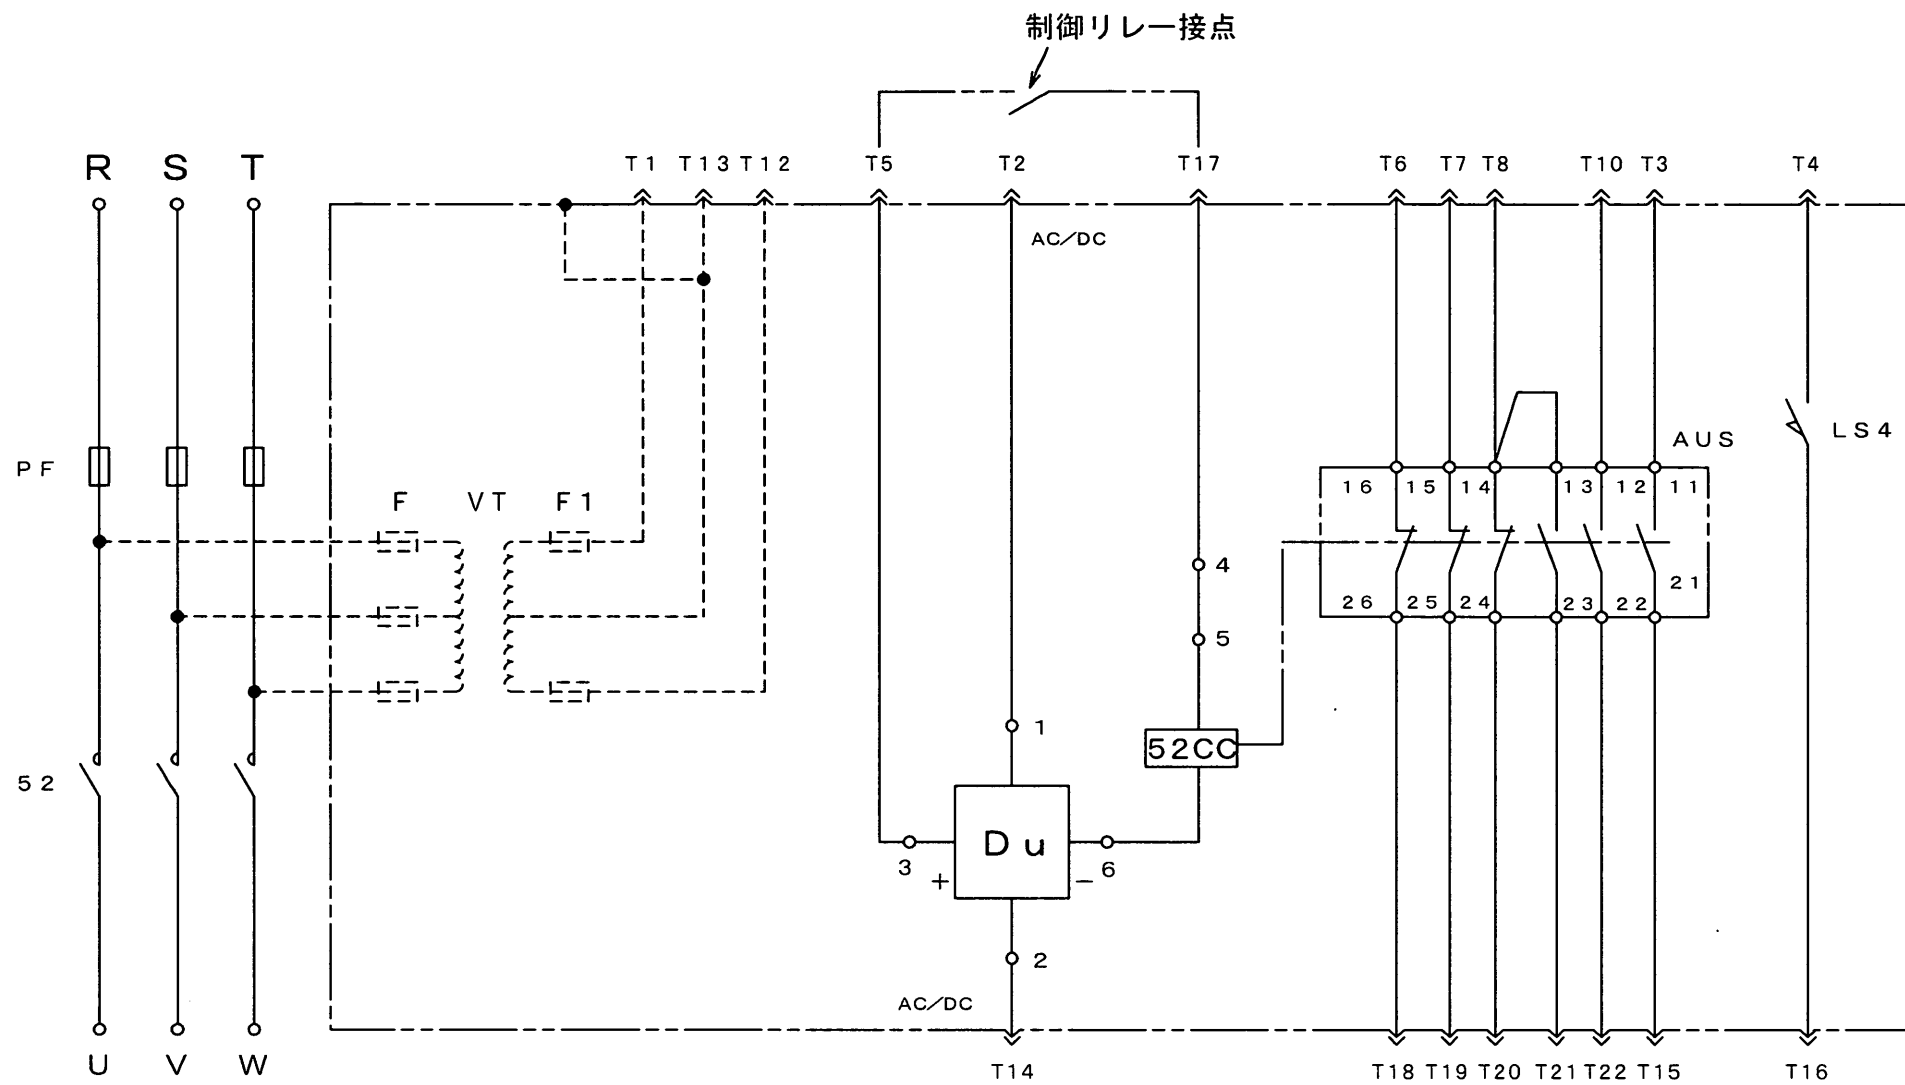 制御リレー接点
R S T
T1 T13 T12 T5 T2 T17 T6 T7 T8 T10 T3 T4
AC/DC
LS4
AUS
PF
F VT F1
16 15 14 13 12 11
4
21
26 25 24 23 22
5
1
52CC
52
Du
3 + − 6
2
AC/DC
U V W
T14 T18 T19 T20 T21 T22 T15 T16